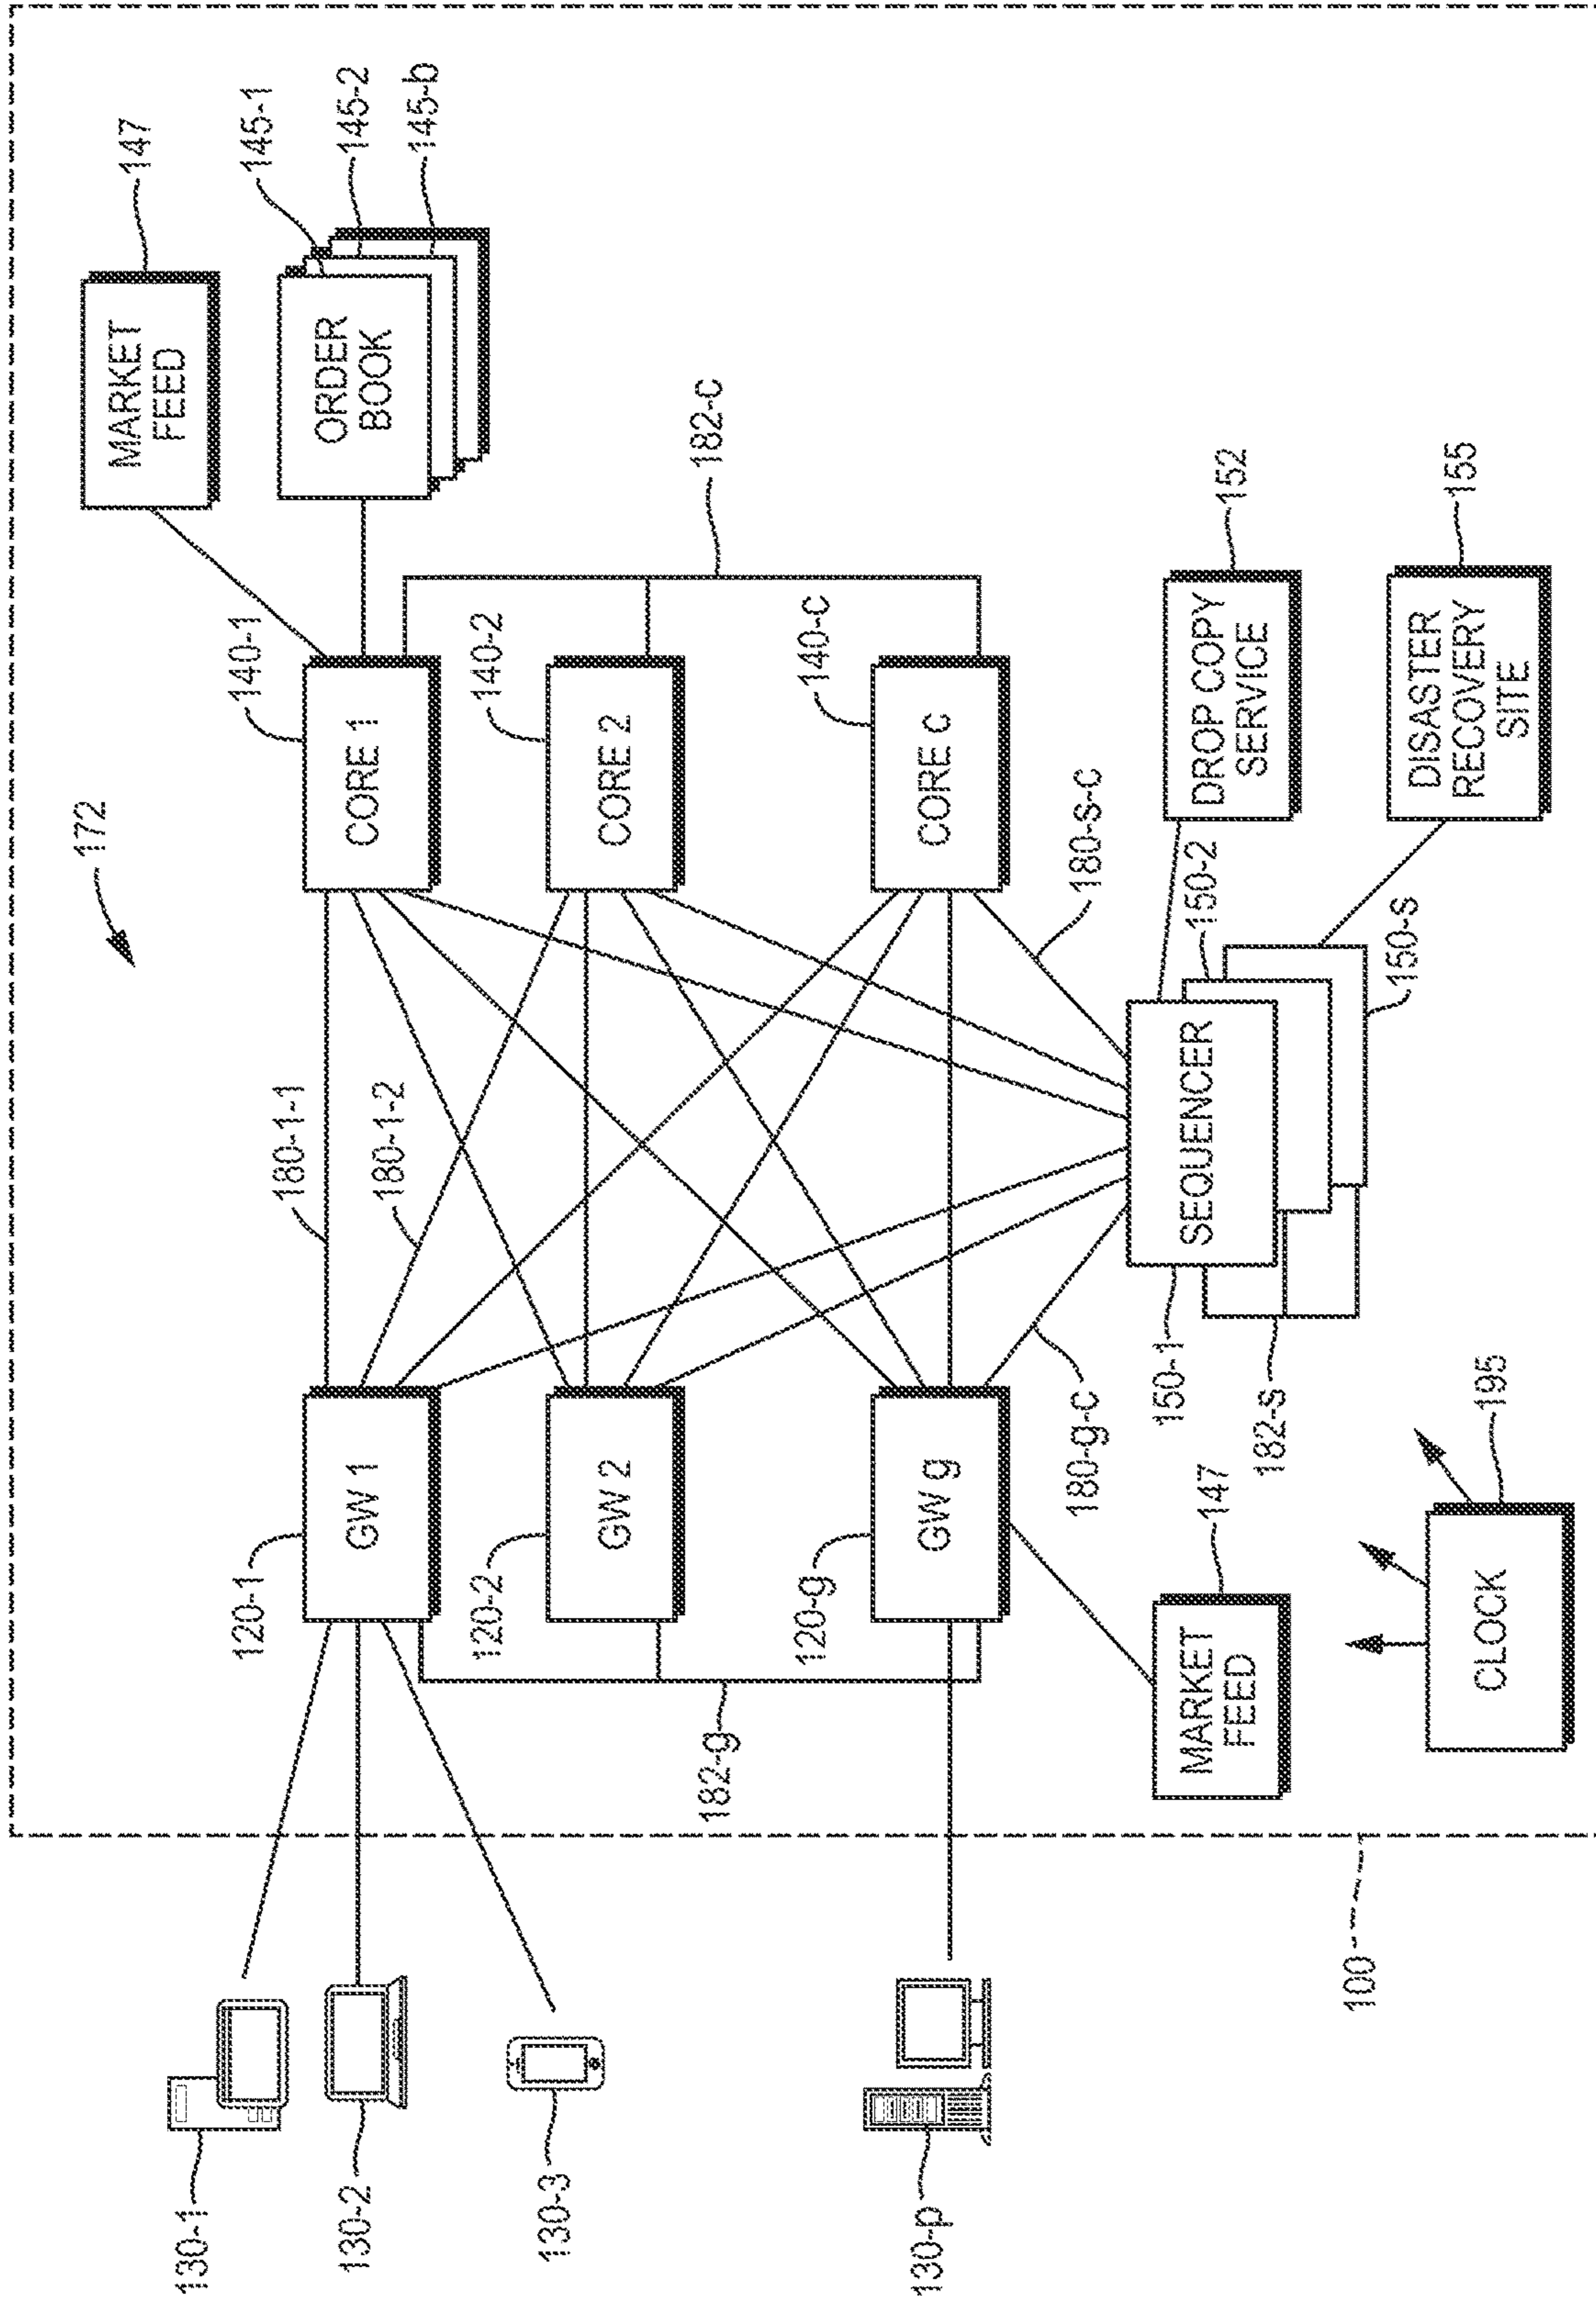 172
147
MARKET
FEED
145-1
145-2
145-b
ORDER
BOOK
182-c
130-1
130-2
130-3
130-p
120-1
GW 1
120-2
GW 2
120-g
GW g
182-g
180-1-1
180-1-2
140-1
CORE 1
140-2
CORE 2
140-c
CORE c
180-g-c
180-s-c
147
MARKET
FEED
150-1
SEQUENCER
150-2
150-s
182-s
152
DROP COPY
SERVICE
155
DISASTER
RECOVERY
SITE
195
CLOCK
100